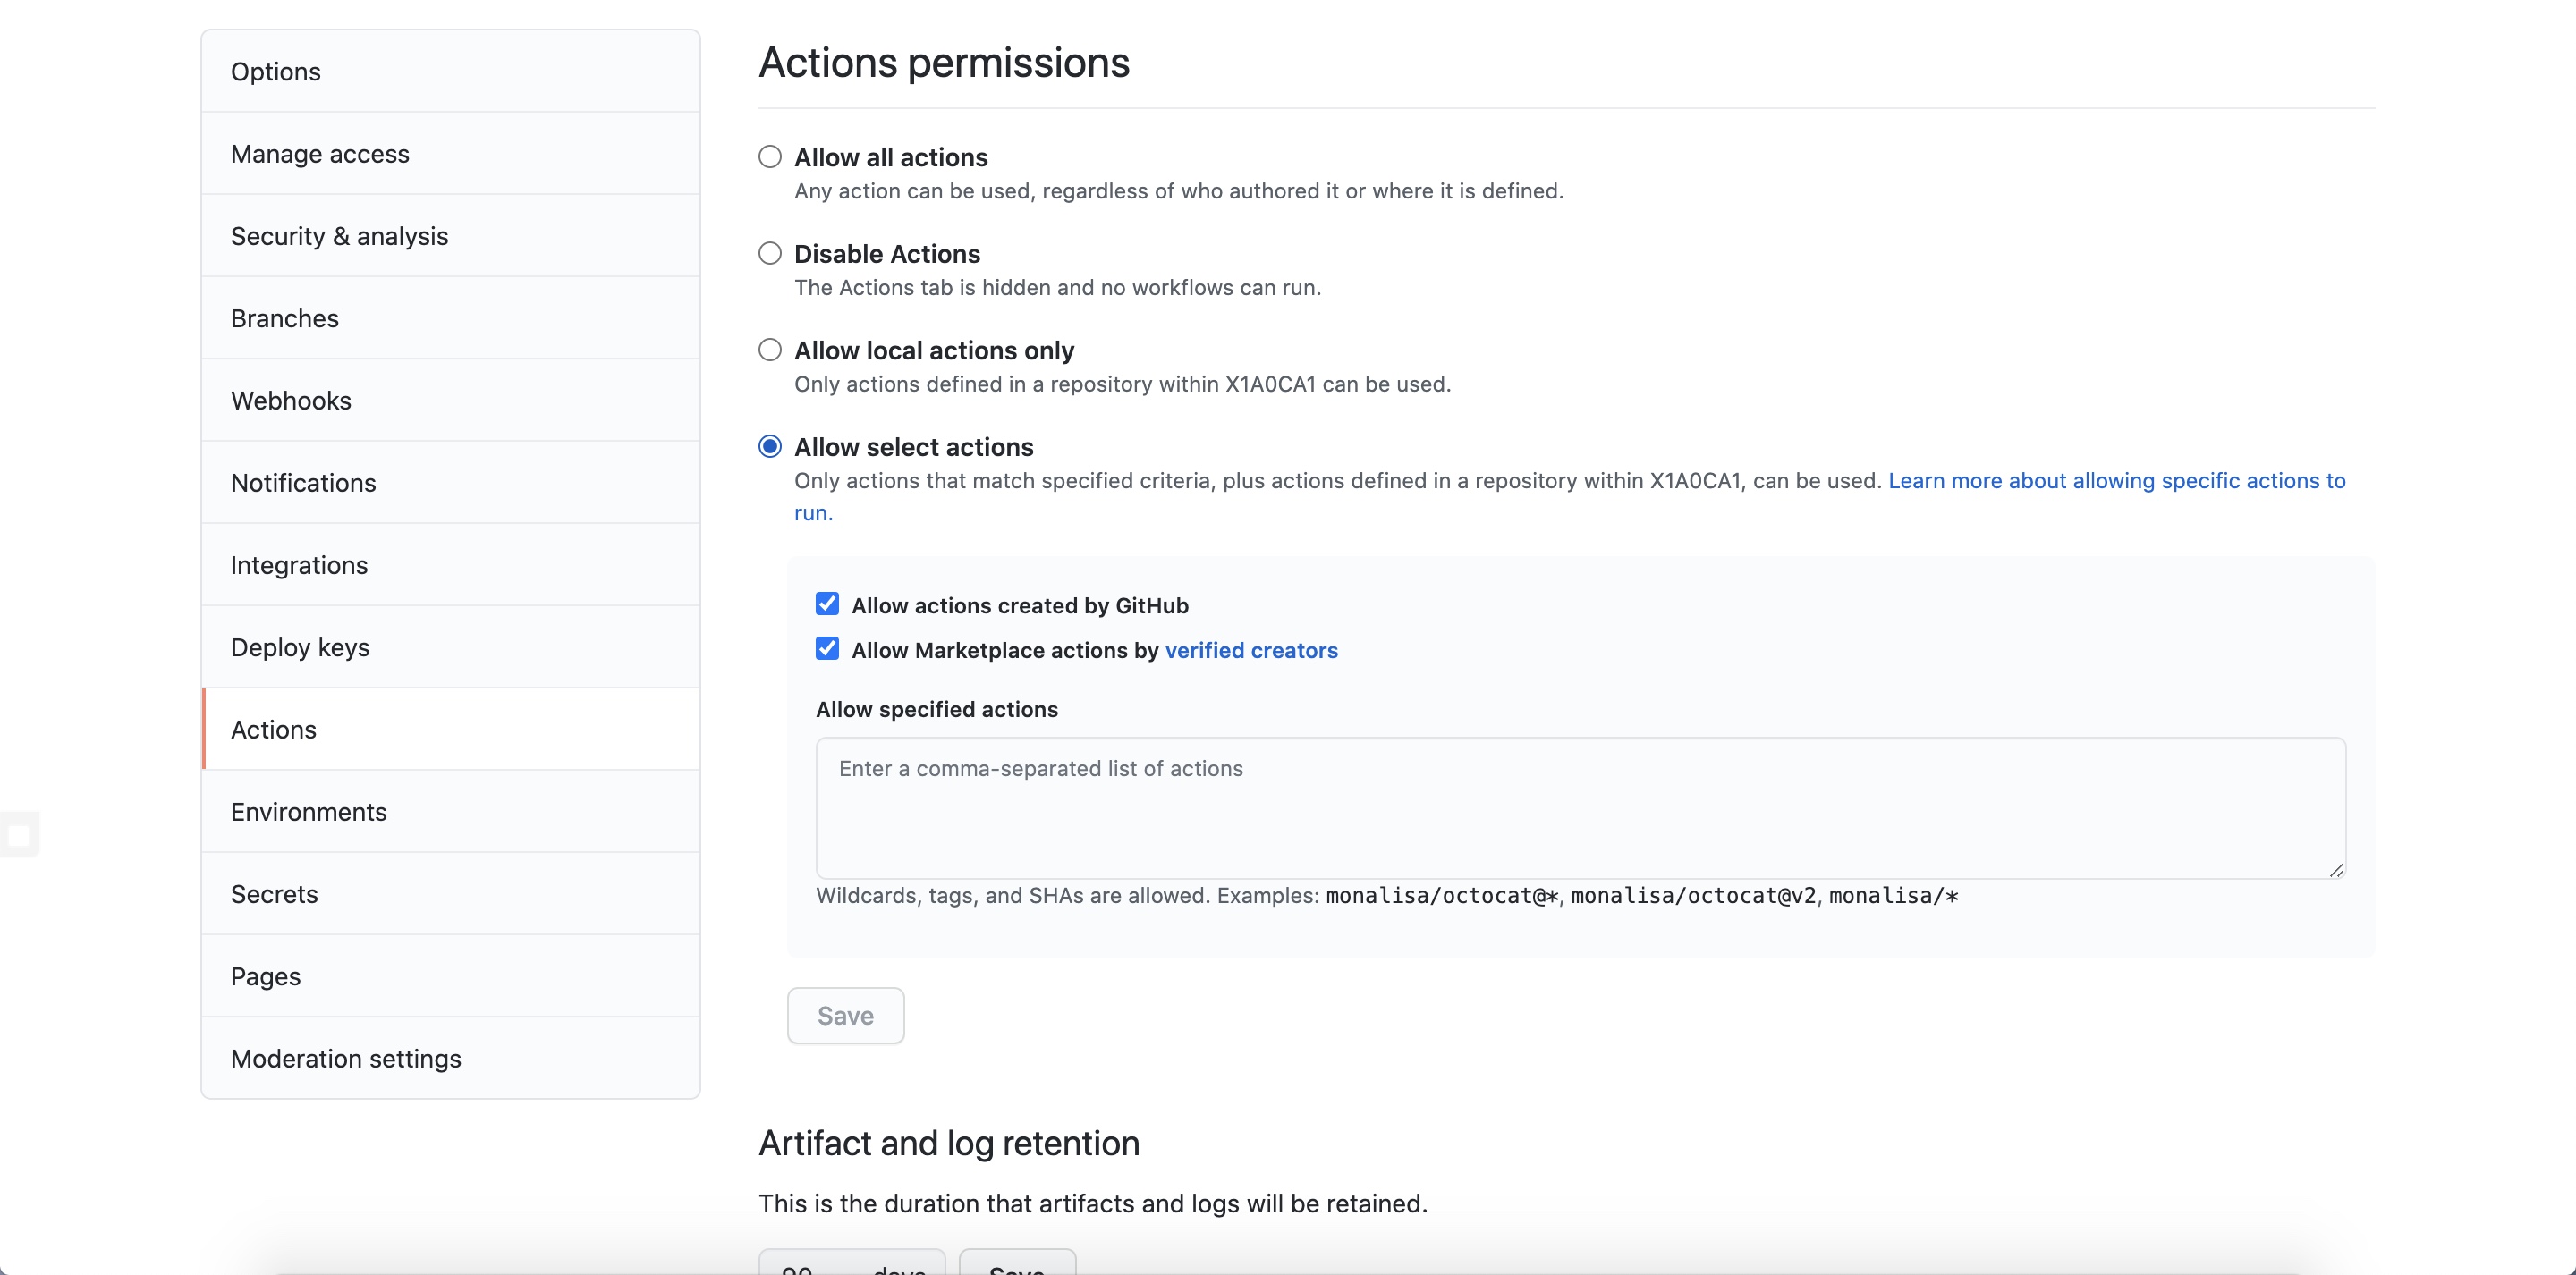 Options
Manage access
Security & analysis
Branches
Webhooks
Notifications
Integrations
Deploy keys
Actions
Environments
Secrets
Pages
Moderation settings
Actions permissions
Allow all actions
Any action can be used, regardless of who authored it or where it is defined.
Disable Actions
The Actions tab is hidden and no workflows can run.
Allow local actions only
Only actions defined in a repository within X1A0CA1 can be used.
Allow select actions
Only actions that match specified criteria, plus actions defined in a repository within X1A0CA1, can be used. Learn more about allowing specific actions to
run.
Allow actions created by GitHub
Allow Marketplace actions by verified creators
Allow specified actions
Enter a comma-separated list of actions
Wildcards, tags, and SHAs are allowed. Examples: monalisa/octocat@*, monalisa/octocat@v2, monalisa/*
Save
Artifact and log retention
This is the duration that artifacts and logs will be retained.
90 days Save